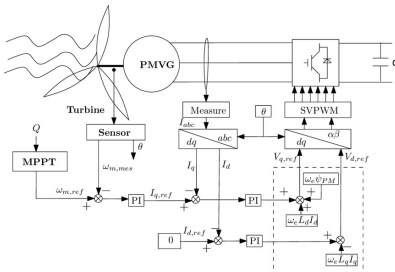 PMVG
Turbine
Measure
I_{abc}
SVPWM
Q
Sensor
θ
dq
abc
θ
dq
αβ
MPPT
ω_{m,mes}
I_q
I_d
V_{q,ref}
V_{d,ref}
ω_{m,ref}
PI
I_{q,ref}
PI
ω_e ψ_{PM}
ω_e L_d I_d
0
I_{d,ref}
PI
ω_e L_q I_q